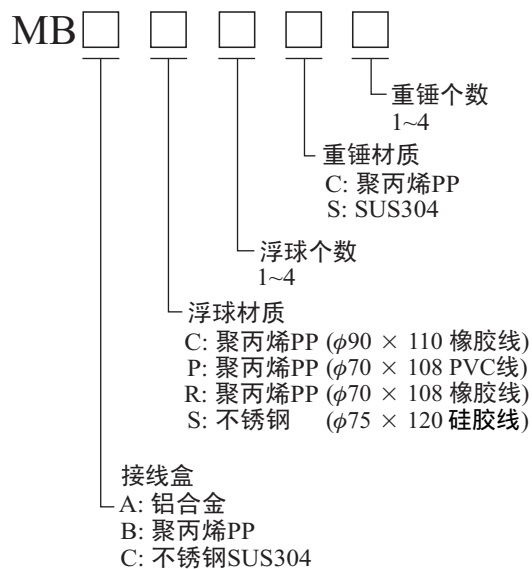 MB□ □ □ □ □
重锤个数
1~4
重锤材质
C: 聚丙烯PP
S: SUS304
浮球个数
1~4
浮球材质
C: 聚丙烯PP (ϕ90 × 110 橡胶线)
P: 聚丙烯PP (ϕ70 × 108 PVC线)
R: 聚丙烯PP (ϕ70 × 108 橡胶线)
S: 不锈钢 (ϕ75 × 120 硅胶线)
接线盒
A: 铝合金
B: 聚丙烯PP
C: 不锈钢SUS304